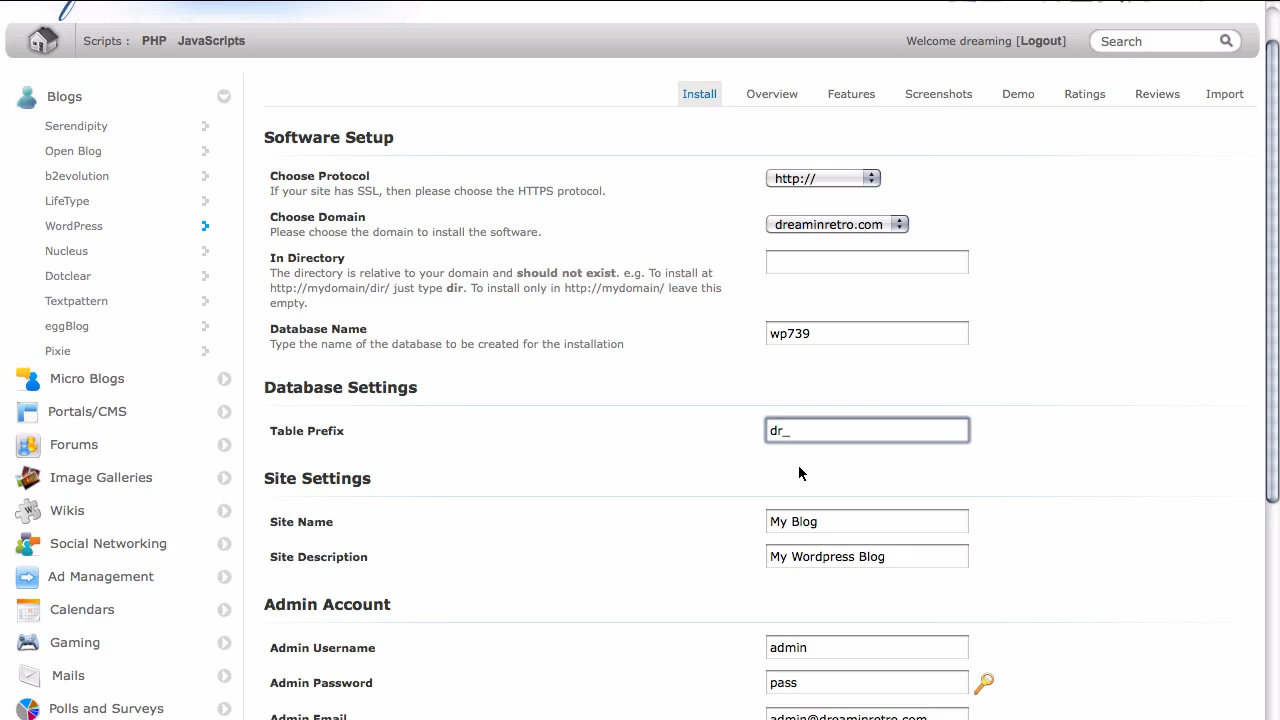 Scripts : PHP JavaScripts Welcome dreaming [Logout] Search
Blogs
Serendipity
Open Blog
b2evolution
LifeType
WordPress
Nucleus
Dotclear
Textpattern
eggBlog
Pixie
Micro Blogs
Portals/CMS
Forums
Image Galleries
Wikis
Social Networking
Ad Management
Calendars
Gaming
Mails
Polls and Surveys
Install Overview Features Screenshots Demo Ratings Reviews Import
Software Setup
Choose Protocol http://
If your site has SSL, then please choose the HTTPS protocol.
Choose Domain dreaminretro.com
Please choose the domain to install the software.
In Directory
The directory is relative to your domain and should not exist. e.g. To install at
http://mydomain/dir/ just type dir. To install only in http://mydomain/ leave this
empty.
Database Name wp739
Type the name of the database to be created for the installation
Database Settings
Table Prefix dr_
Site Settings
Site Name My Blog
Site Description My Wordpress Blog
Admin Account
Admin Username admin
Admin Password pass
Admin Email admin@dreaminretro.com